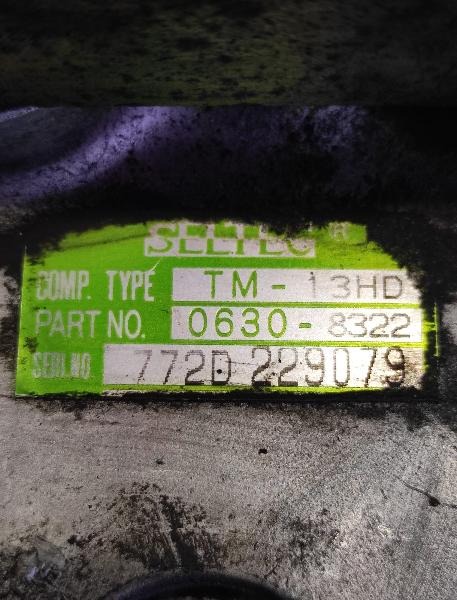 SELTEC
COMP. TYPE TM-13HD
PART NO. 0630-8322
SERI.NO. 772D 229079